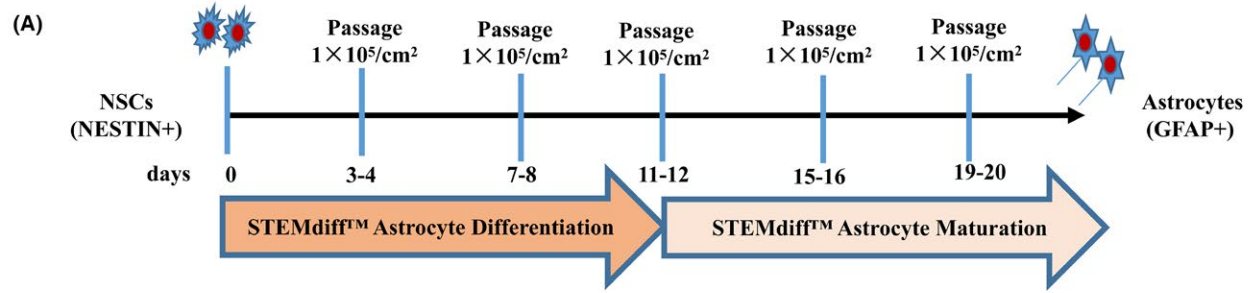 (A)
Passage Passage Passage Passage Passage
1×10⁵/cm² 1×10⁵/cm² 1×10⁵/cm² 1×10⁵/cm² 1×10⁵/cm²
NSCs
(NESTIN+)
Astrocytes
(GFAP+)
days 0 3-4 7-8 11-12 15-16 19-20
STEMdiff™ Astrocyte Differentiation
STEMdiff™ Astrocyte Maturation